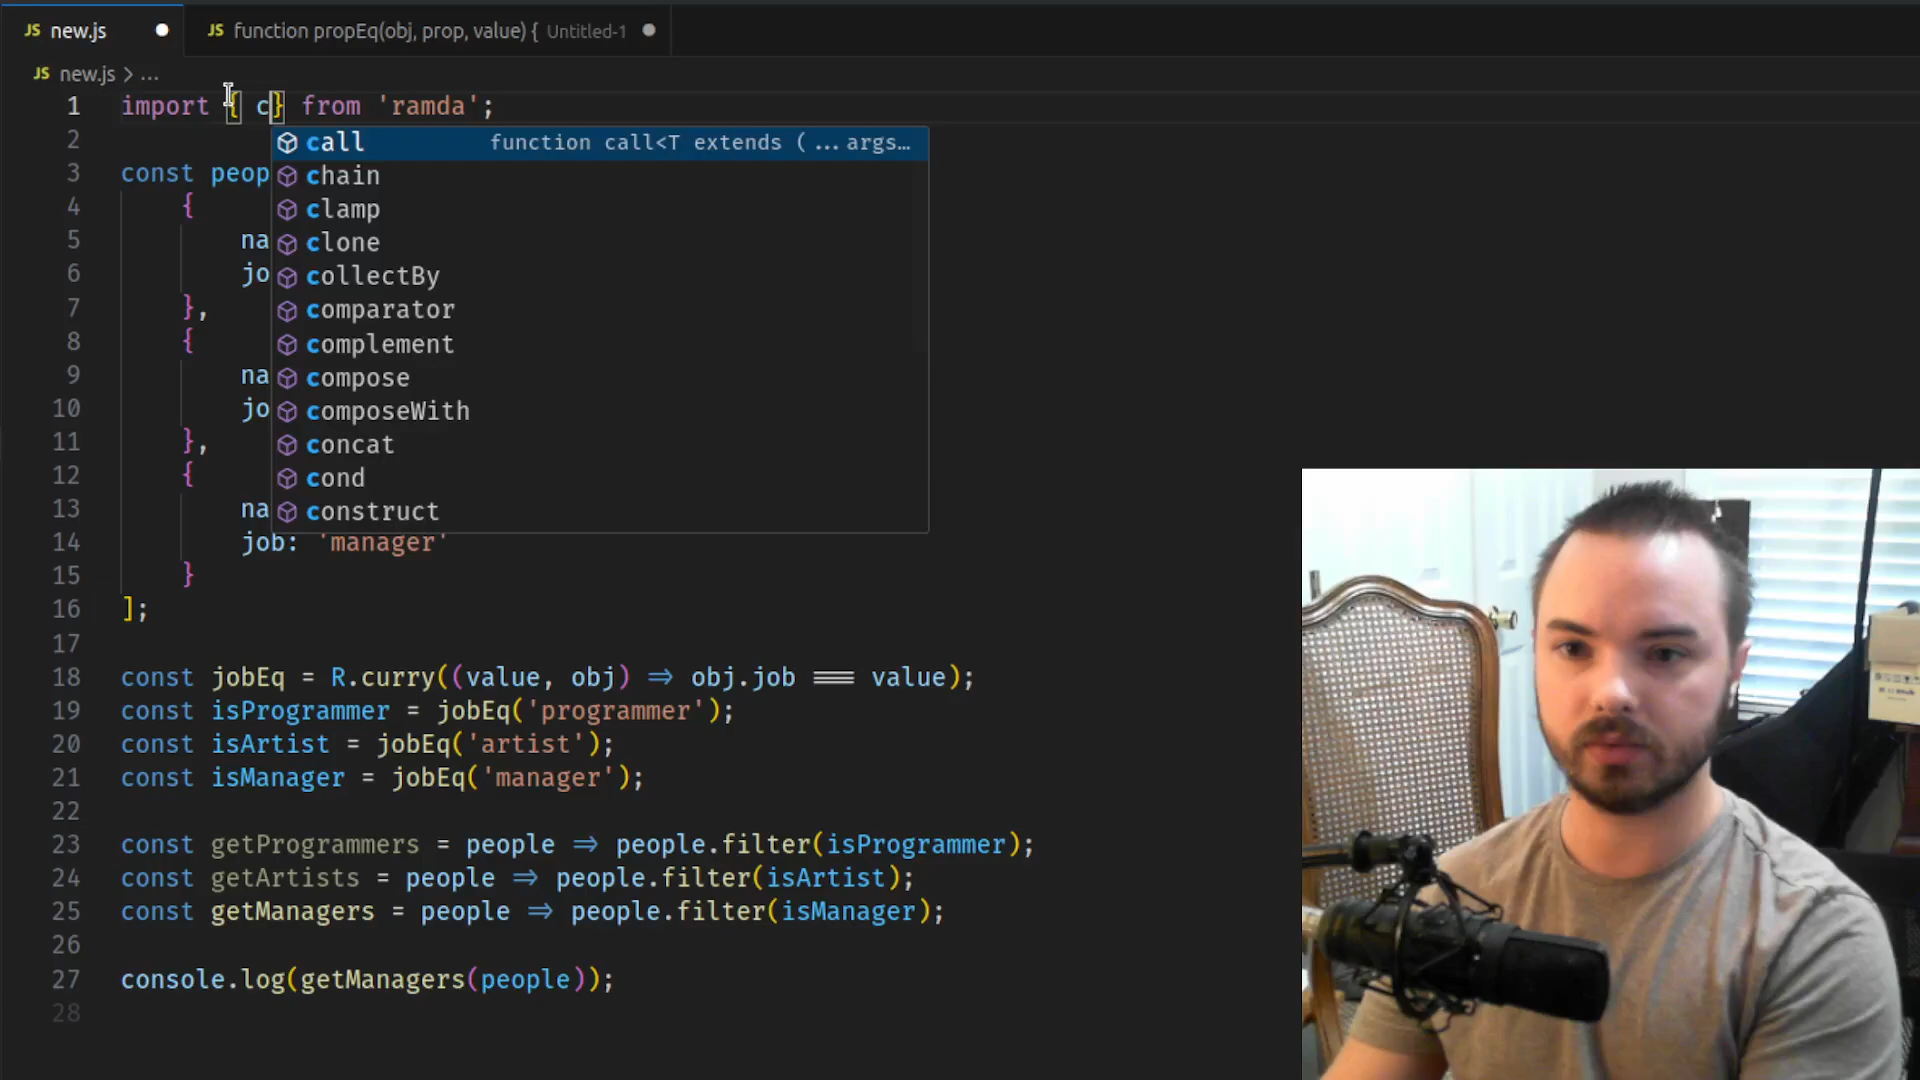 JS new.js ● JS function propEq(obj, prop, value) { Untitled-1 ●
JS new.js > ...
1 import { c} from 'ramda';
2 call function call<T extends (...args…
chain
3 const peop
4 { clamp
5 na clone
6 jo collectBy
7 }, comparator
8 { complement
9 na compose
10 jo composeWith
11 }, concat
12 { cond
13 na construct
14 job: 'manager'
15 }
16 ];
17
18 const jobEq = R.curry((value, obj) => obj.job === value);
19 const isProgrammer = jobEq('programmer');
20 const isArtist = jobEq('artist');
21 const isManager = jobEq('manager');
22
23 const getProgrammers = people => people.filter(isProgrammer);
24 const getArtists = people => people.filter(isArtist);
25 const getManagers = people => people.filter(isManager);
26
27 console.log(getManagers(people));
28